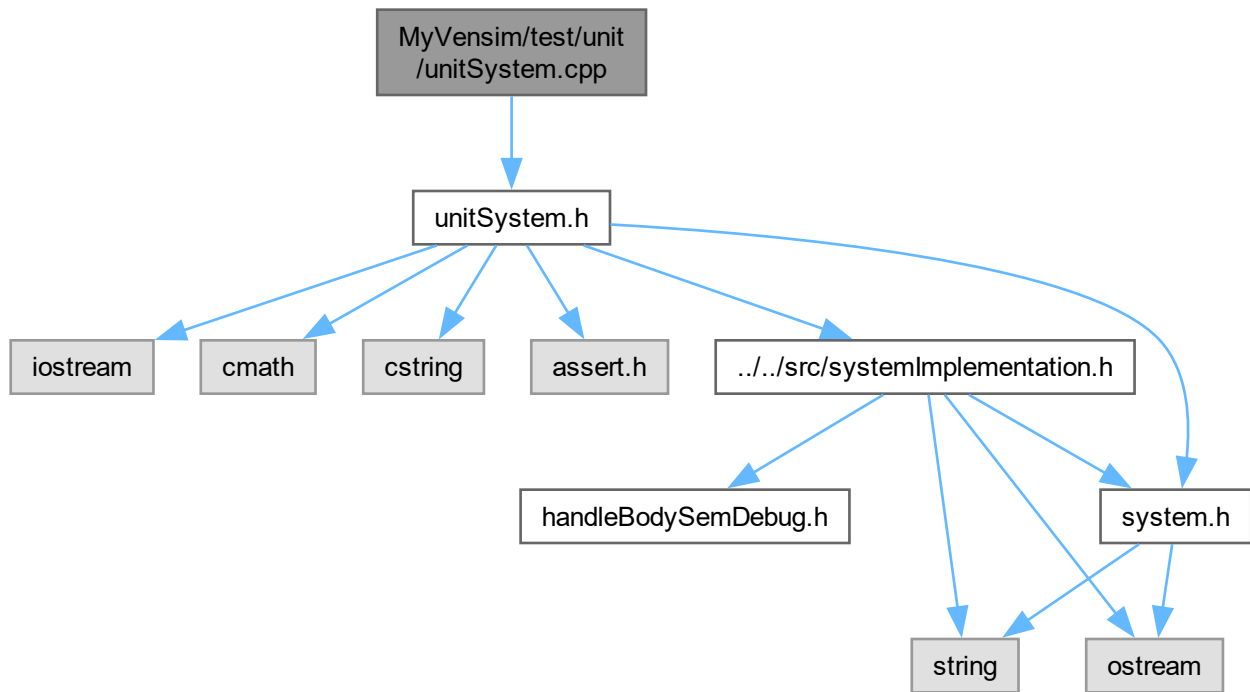 MyVensim/test/unit
/unitSystem.cpp
unitSystem.h
iostream
cmath
cstring
assert.h
../../src/systemImplementation.h
handleBodySemDebug.h
system.h
string
ostream